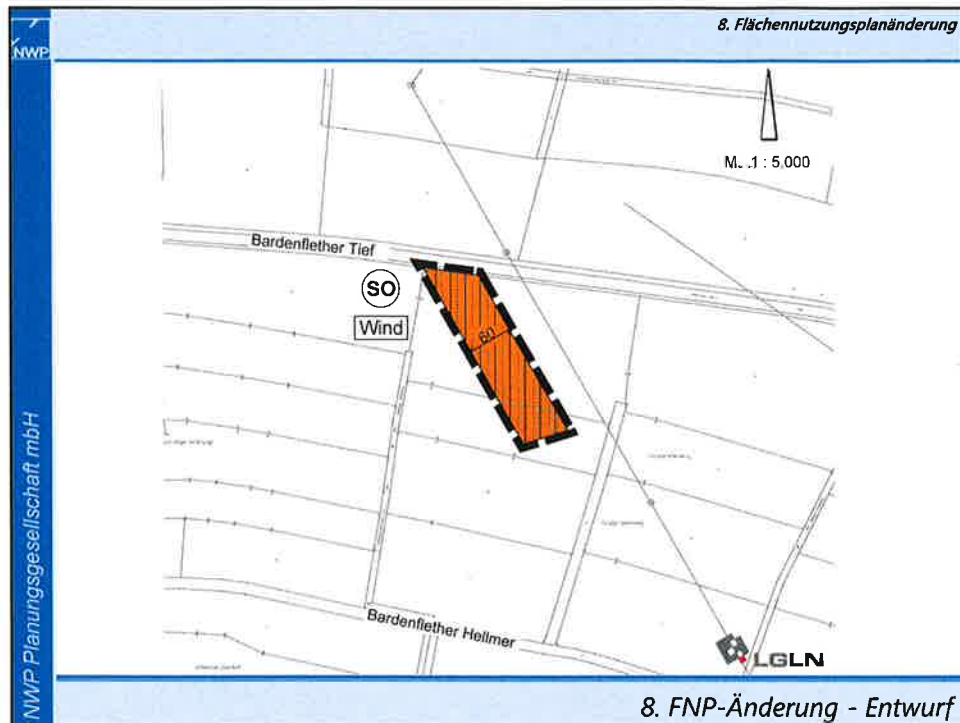 NWP
8. Flächennutzungsplanänderung
M. .1 : 5.000
Bardenflether Tief
SO
Wind
60
NWP Planungsgesellschaft mbH
Bardenflether Hellmer
LGLN
8. FNP-Änderung - Entwurf